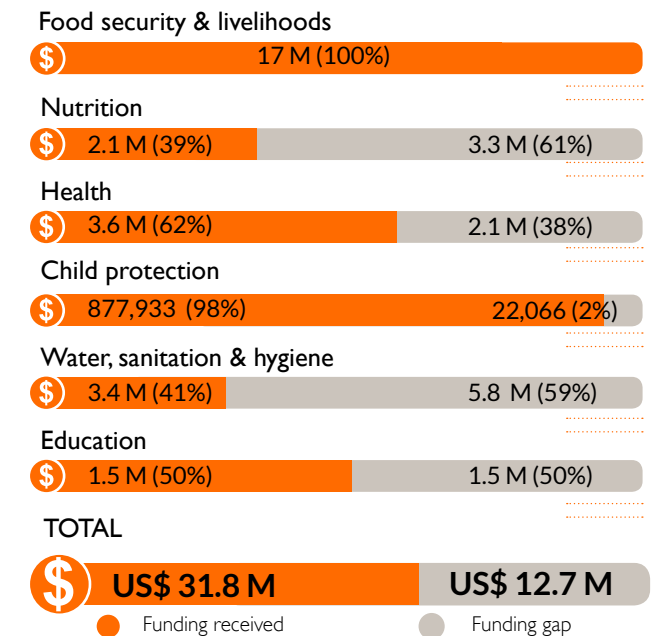 Food security & livelihoods
$ 17 M (100%)
Nutrition
$ 2.1 M (39%) 3.3 M (61%)
Health
$ 3.6 M (62%) 2.1 M (38%)
Child protection
$ 877,933 (98%) 22,066 (2%)
Water, sanitation & hygiene
$ 3.4 M (41%) 5.8 M (59%)
Education
$ 1.5 M (50%) 1.5 M (50%)
TOTAL
$ US$ 31.8 M US$ 12.7 M
Funding received Funding gap